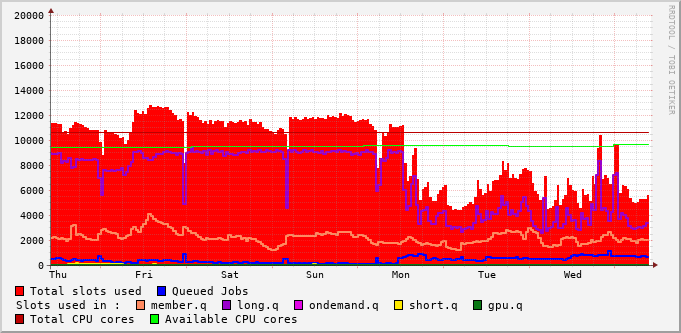 RRDTOOL / TOBI OETIKER
20000
18000
16000
14000
12000
10000
8000
6000
4000
2000
0
Thu Fri Sat Sun Mon Tue Wed
Total slots used Queued Jobs
Slots used in : member.q long.q ondemand.q short.q gpu.q
Total CPU cores Available CPU cores